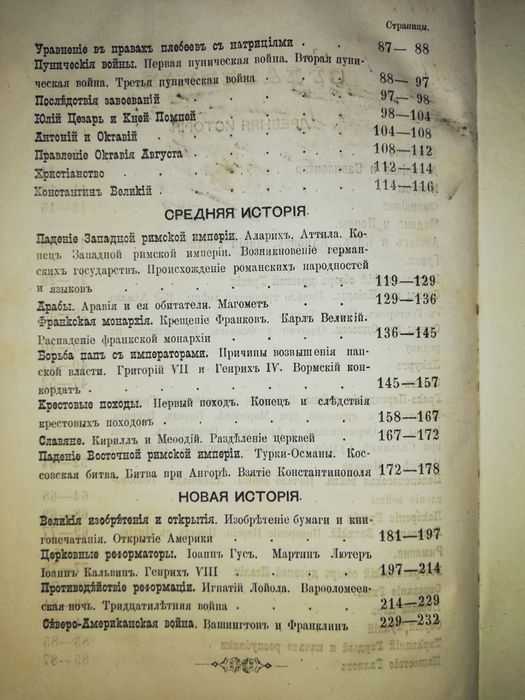 Страницы.
Уравненіе въ правахъ плебеевъ съ патриціями . . 87— 88
Пуническія войны. Первая пуническая война. Вторая пуни-
ческая война. Третья пуническая война . . . 88— 97
Послѣдствія завоеваній . . . . . 97— 98
Юлій Цезарь и Кней Помпей . . . . 98—104
Антоній и Октавій . . . . . 104—108
Правленіе Октавія Августа . . . . 108—112
Христіанство . . . . . . 112—114
Константинъ Великій . . . . . 114—116
СРЕДНЯЯ ИСТОРІЯ.
Паденіе Западной римской имперіи. Аларихъ. Аттила. Ко-
нецъ Западной римской имперіи. Возникновеніе герман-
скихъ государствъ. Происхожденіе романскихъ народностей
и языковъ . . . . . . 119—129
Арабы. Аравія и ея обитатели. Магометъ . . . 129—136
Франкская монархія. Крещеніе Франковъ. Карлъ Великій.
Распаденіе франкской монархіи . . . . 136—145
Борьба папъ съ императорами. Причины возвышенія пап-
ской власти. Григорій VII и Генрихъ IV. Вормскій кон-
кордатъ . . . . . . . 145—157
Крестовые походы. Первый походъ. Конецъ и слѣдствія
крестовыхъ походовъ . . . . . 158—167
Славяне. Кириллъ и Меѳодій. Раздѣленіе церквей . 167—172
Паденіе Восточной римской имперіи. Турки-Османы. Кос-
совская битва. Битва при Ангорѣ. Взятіе Константинополя 172—178
НОВАЯ ИСТОРІЯ.
Великія изобрѣтенія и открытія. Изобрѣтеніе бумаги и кни-
гопечатанія. Открытіе Америки . . . . 181—197
Церковные реформаторы. Іоаннъ Гусъ. Мартинъ Лютеръ
Іоаннъ Кальвинъ. Генрихъ VIII . . . . 197—214
Противодѣйствіе реформаціи. Игнатій Лойола. Варѳоломеев-
ская ночь. Тридцатилѣтняя война . . . . 214—229
Сѣверо-Американская война. Вашингтонъ и Франклинъ 229—232